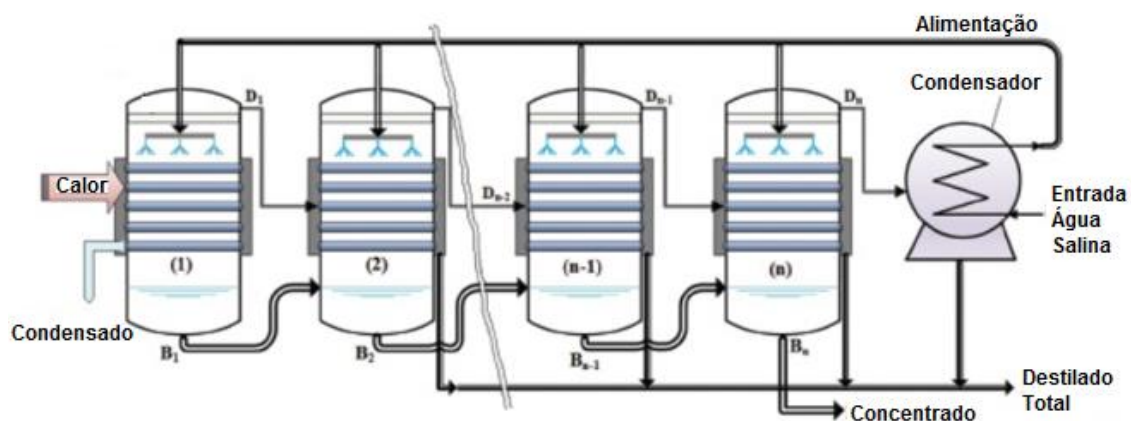 Alimentação
Condensador
D₁
Dₙ₋₁
Dₙ
Calor
Dₙ₋₂
Entrada
Água
Salina
(1)
(2)
(n-1)
(n)
Condensado
B₁
B₂
Bₙ₋₁
Bₙ
Destilado
Total
Concentrado